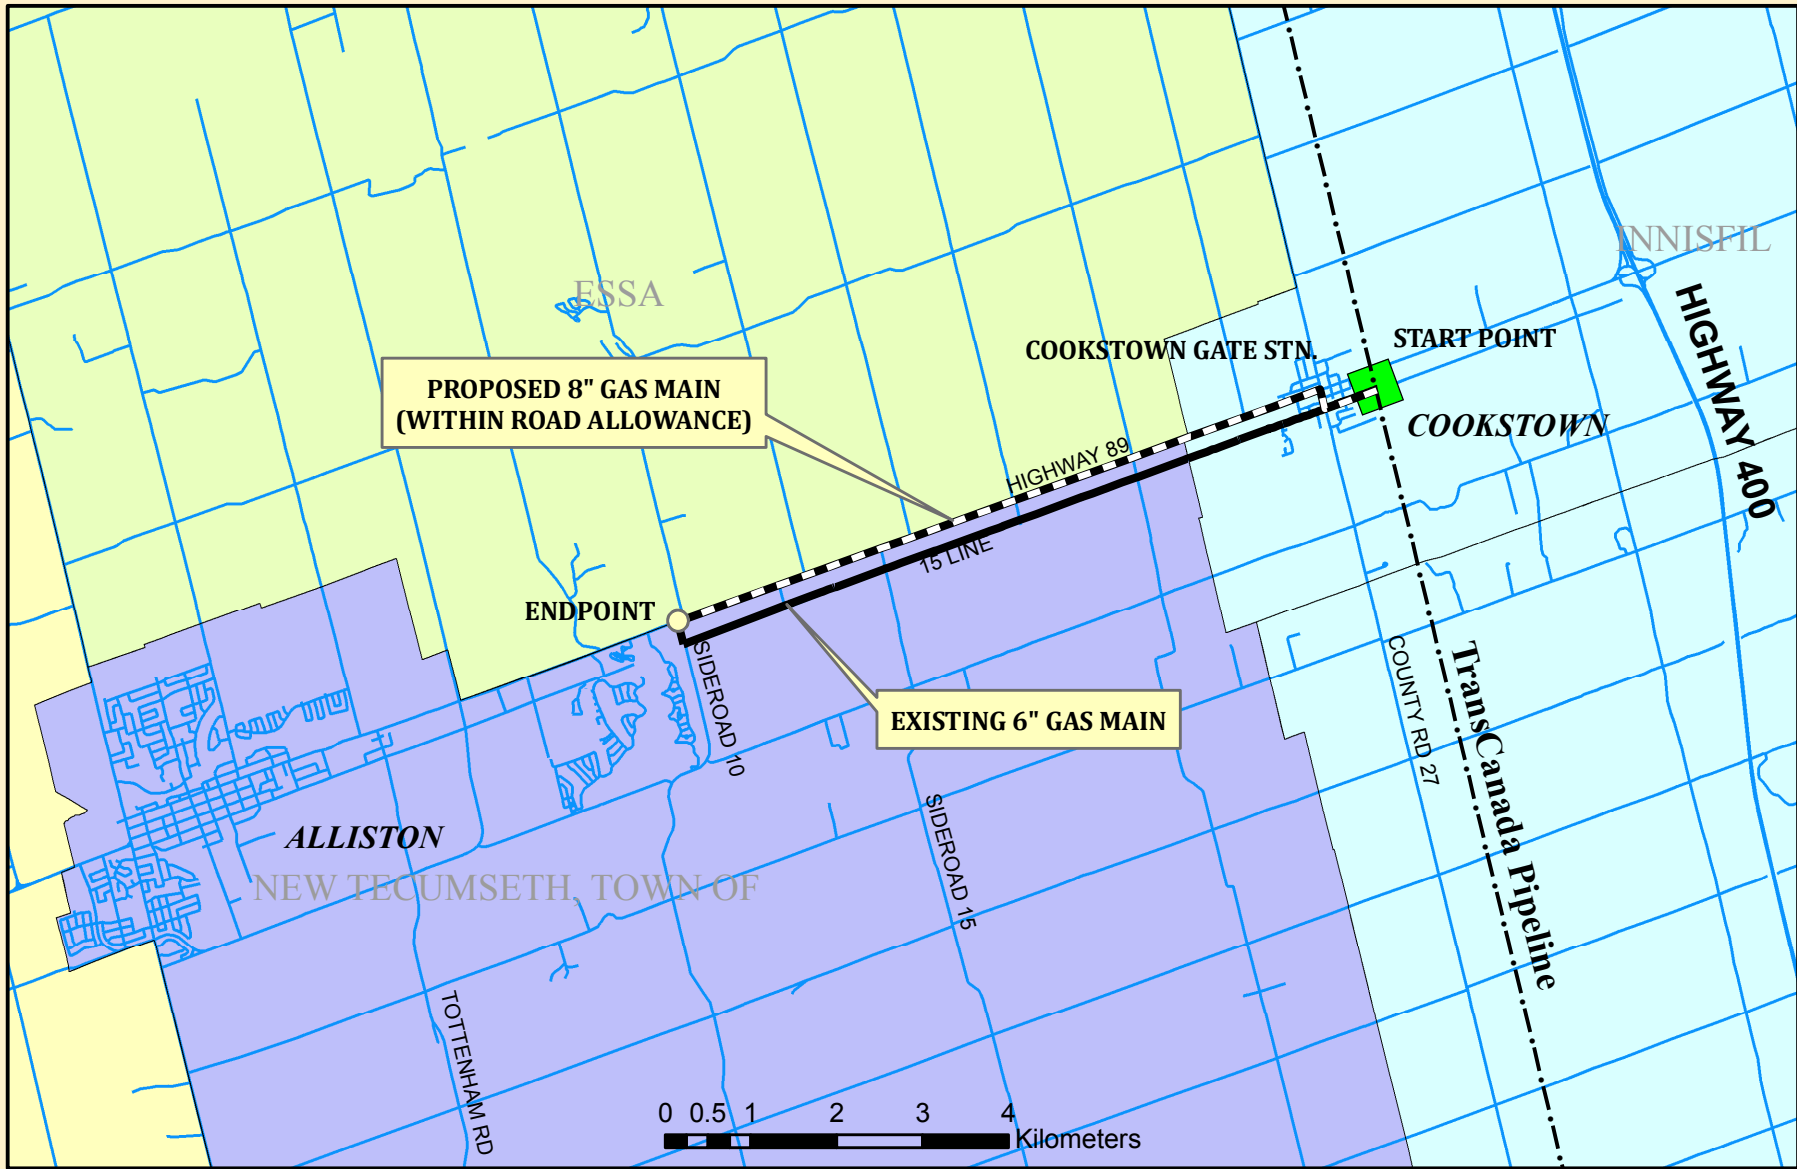 INNISFIL
ESSA
HIGHWAY 400
START POINT
COOKSTOWN GATE STN.
PROPOSED 8" GAS MAIN
(WITHIN ROAD ALLOWANCE)
COOKSTOWN
HIGHWAY 89
15 LINE
ENDPOINT
SIDEROAD 10
EXISTING 6" GAS MAIN
COUNTY RD 27
TransCanada Pipeline
SIDEROAD 15
ALLISTON
NEW TECUMSETH, TOWN OF
TOTTENHAM RD
0 0.5 1 2 3 4
Kilometers